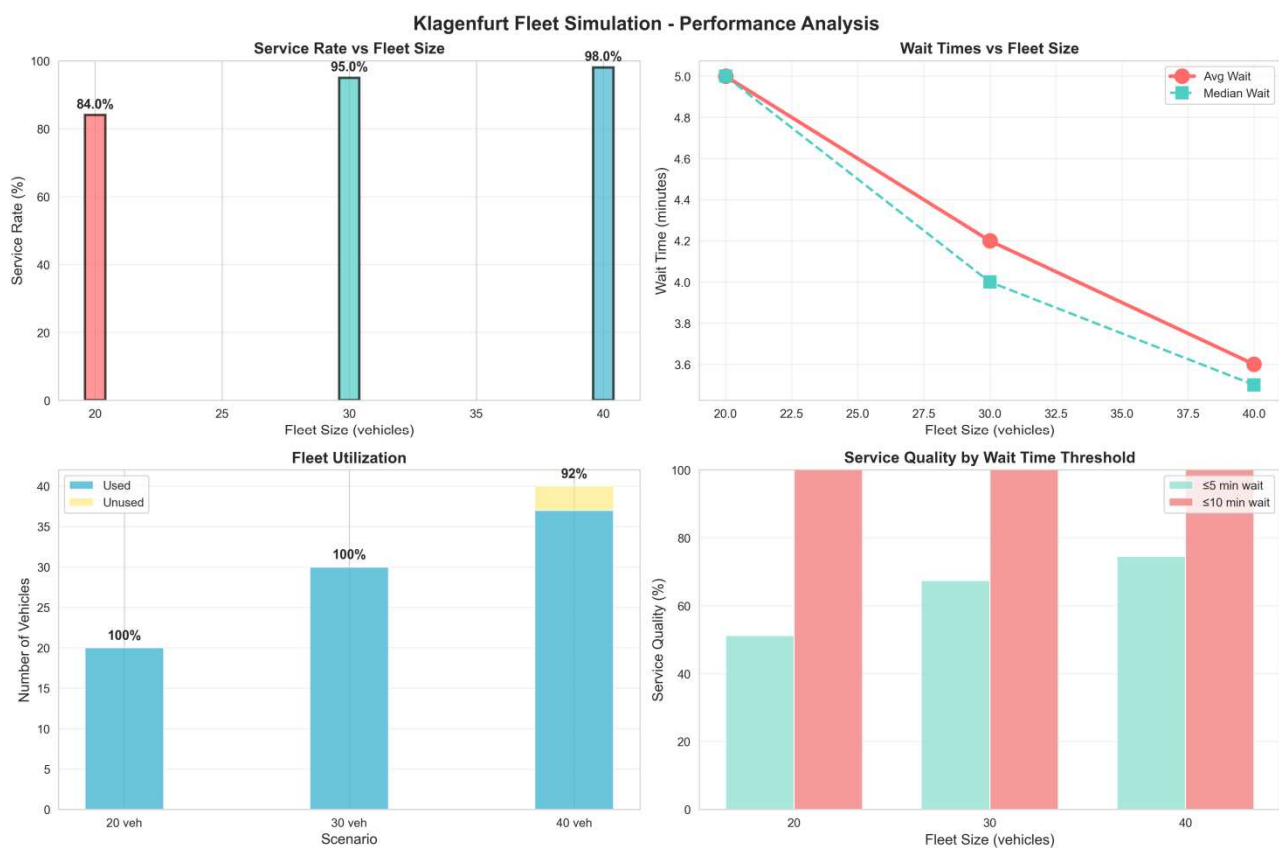 Klagenfurt Fleet Simulation - Performance Analysis
Service Rate vs Fleet Size
84.0%
95.0%
98.0%
100
80
60
40
20
0
Service Rate (%)
20
25
30
35
40
Fleet Size (vehicles)
Wait Times vs Fleet Size
Avg Wait
Median Wait
5.0
4.8
4.6
4.4
4.2
4.0
3.8
3.6
Wait Time (minutes)
20.0
22.5
25.0
27.5
30.0
32.5
35.0
37.5
40.0
Fleet Size (vehicles)
Fleet Utilization
Used
Unused
100%
100%
92%
40
35
30
25
20
15
10
5
0
Number of Vehicles
20 veh
30 veh
40 veh
Scenario
Service Quality by Wait Time Threshold
≤5 min wait
≤10 min wait
100
80
60
40
20
0
Service Quality (%)
20
30
40
Fleet Size (vehicles)